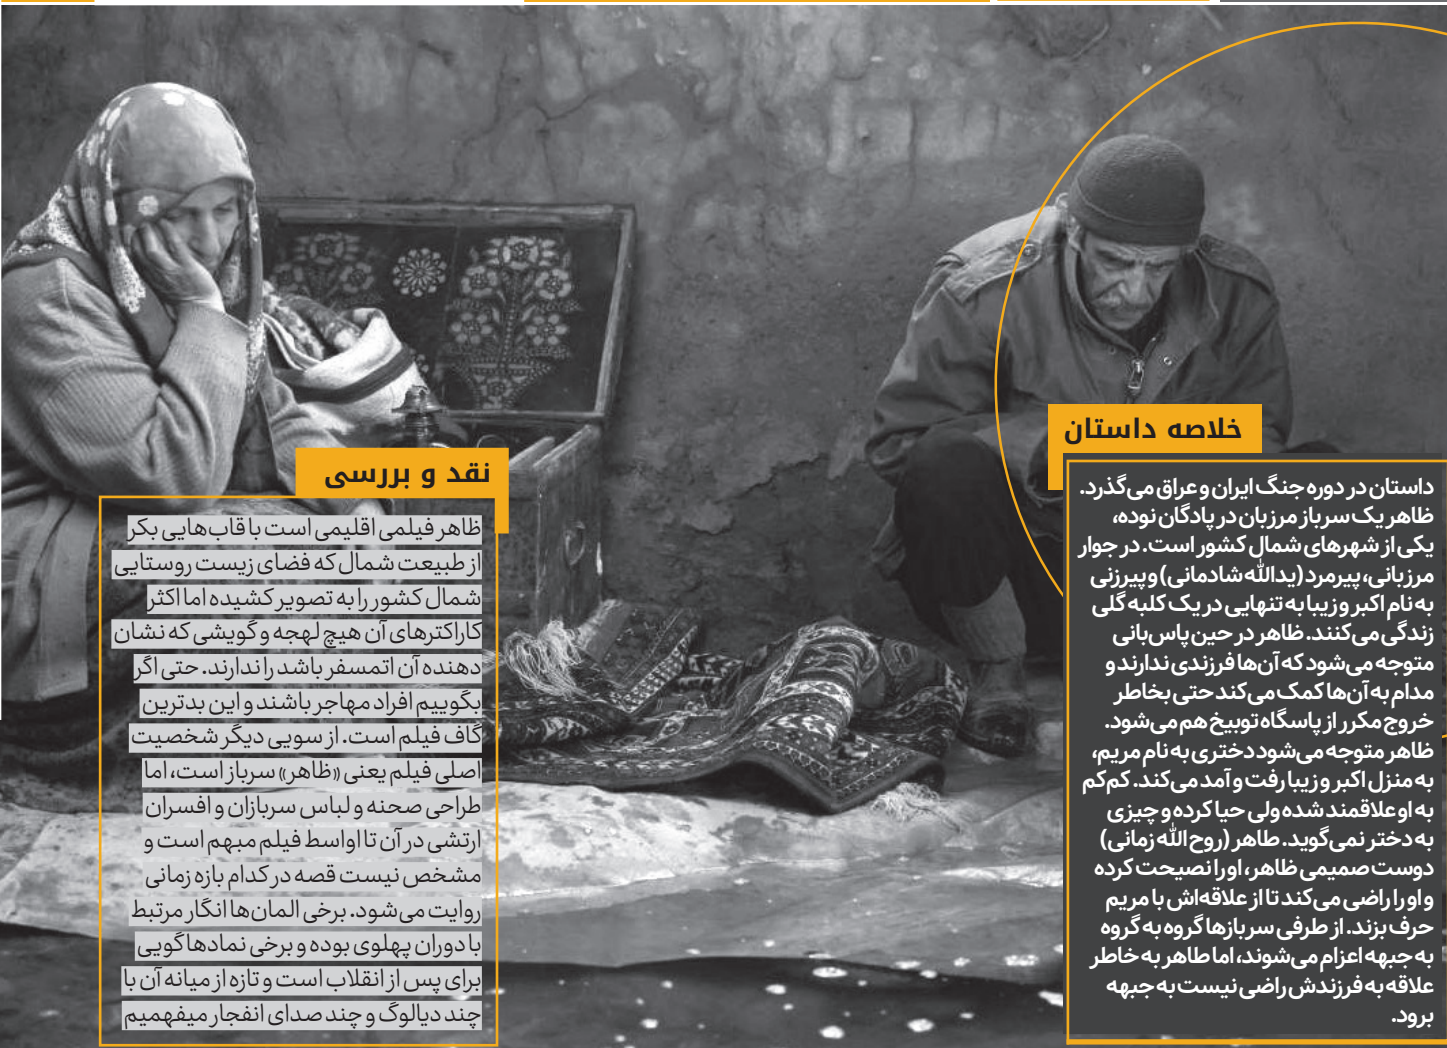 خلاصه داستان
داستان در دوره جنگ ایران و عراق می‌گذرد.
ظاهر یک سرباز مرزبان در پادگان نوده،
یکی از شهرهای شمال کشور است. در جوار
مرزبانی، پیرمرد (یدالله شادمانی) و پیرزنی
به نام اکبر و زیبا به تنهایی در یک کلبه گلی
زندگی می‌کنند. ظاهر در حین پاس‌بانی
متوجه می‌شود که آن‌ها فرزندی ندارند و
مدام به آن‌ها کمک می‌کند حتی بخاطر
خروج مکرر از پاسگاه توبیخ هم می‌شود.
ظاهر متوجه می‌شود دختری به نام مریم،
به منزل اکبر و زیبا رفت و آمد می‌کند. کم‌کم
به او علاقمند شده ولی حیا کرده و چیزی
به دختر نمی‌گوید. طاهر (روح‌الله زمانی)
دوست صمیمی ظاهر، او را نصیحت کرده
و او را راضی می‌کند تا از علاقه‌اش با مریم
حرف بزند. از طرفی سربازها گروه به گروه
به جبهه اعزام می‌شوند، اما طاهر به خاطر
علاقه به فرزندش راضی نیست به جبهه
برود.
نقد و بررسی
ظاهر فیلمی اقلیمی است با قاب‌هایی بکر
از طبیعت شمال که فضای زیست روستایی
شمال کشور را به تصویر کشیده اما اکثر
کاراکترهای آن هیچ لهجه و گویشی که نشان
دهنده آن اتمسفر باشد را ندارند. حتی اگر
بگوییم افراد مهاجر باشند و این بدترین
گاف فیلم است. از سویی دیگر شخصیت
اصلی فیلم یعنی «ظاهر» سرباز است، اما
طراحی صحنه و لباس سربازان و افسران
ارتشی در آن تا اواسط فیلم مبهم است و
مشخص نیست قصه در کدام بازه زمانی
روایت می‌شود. برخی المان‌ها انگار مرتبط
با دوران پهلوی بوده و برخی نمادها گویی
برای پس از انقلاب است و تازه از میانه آن با
چند دیالوگ و چند صدای انفجار میفهمیم